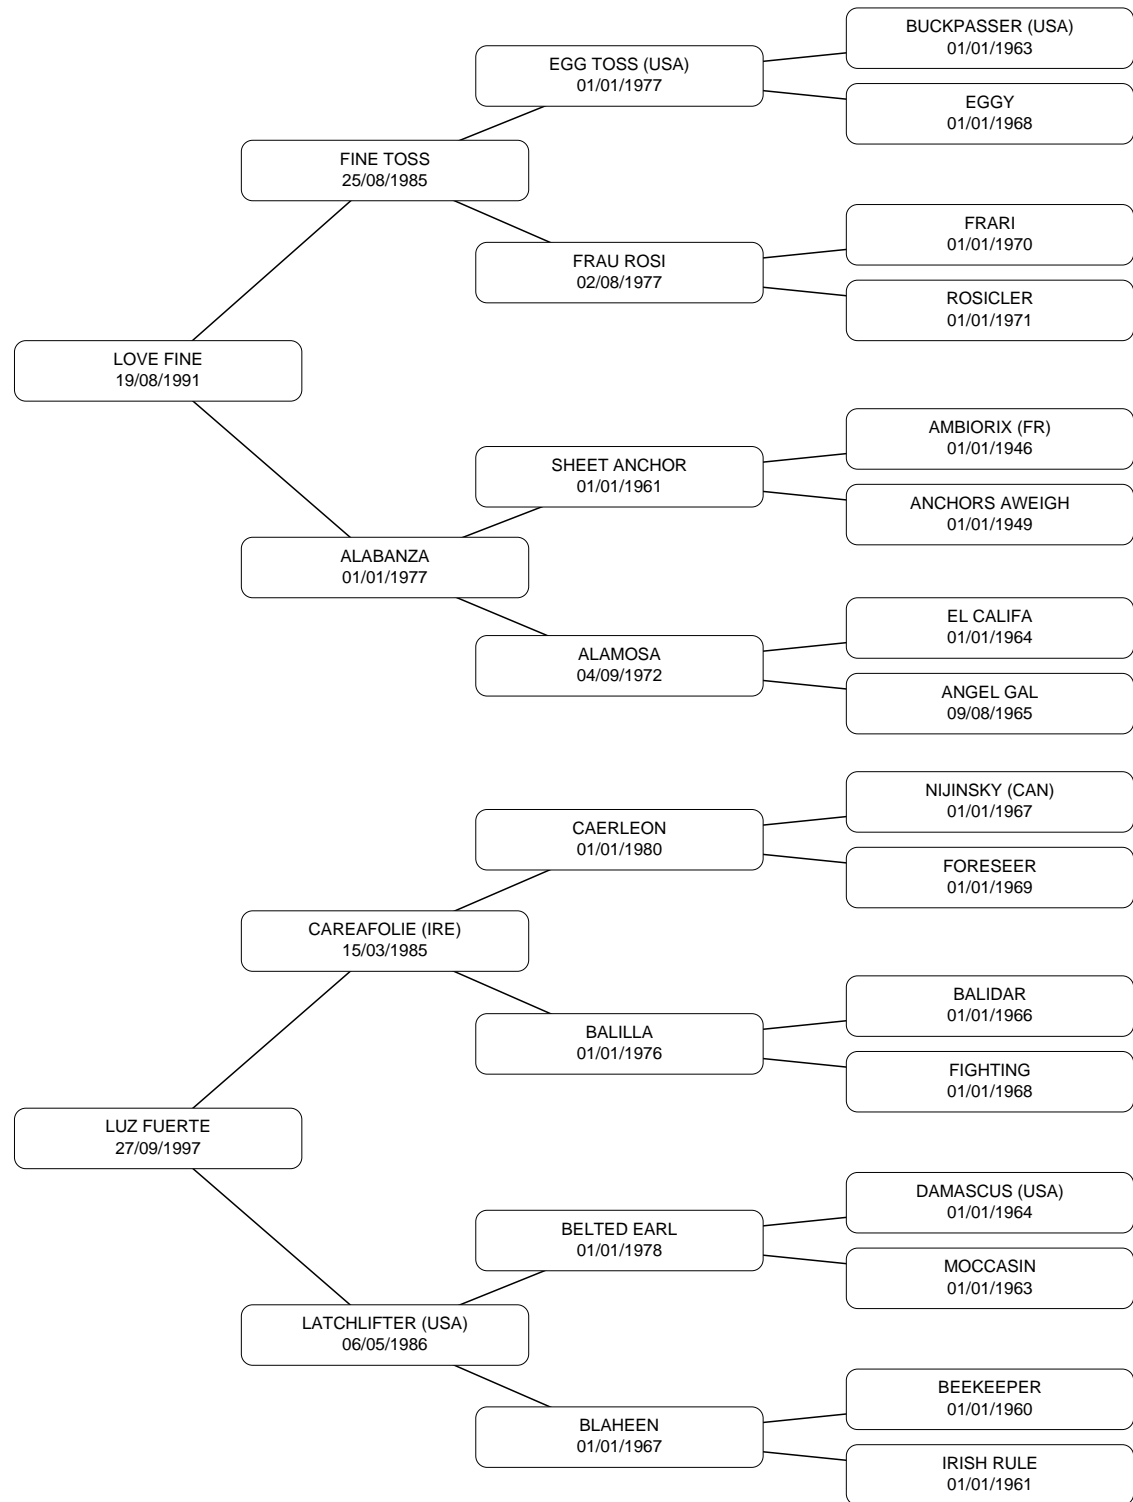 BUCKPASSER (USA)
01/01/1963
EGG TOSS (USA)
01/01/1977
EGGY
01/01/1968
FINE TOSS
25/08/1985
FRARI
01/01/1970
FRAU ROSI
02/08/1977
ROSICLER
01/01/1971
LOVE FINE
19/08/1991
AMBIORIX (FR)
01/01/1946
SHEET ANCHOR
01/01/1961
ANCHORS AWEIGH
01/01/1949
ALABANZA
01/01/1977
EL CALIFA
01/01/1964
ALAMOSA
04/09/1972
ANGEL GAL
09/08/1965
NIJINSKY (CAN)
01/01/1967
CAERLEON
01/01/1980
FORESEER
01/01/1969
CAREAFOLIE (IRE)
15/03/1985
BALIDAR
01/01/1966
BALILLA
01/01/1976
FIGHTING
01/01/1968
LUZ FUERTE
27/09/1997
DAMASCUS (USA)
01/01/1964
BELTED EARL
01/01/1978
MOCCASIN
01/01/1963
LATCHLIFTER (USA)
06/05/1986
BEEKEEPER
01/01/1960
BLAHEEN
01/01/1967
IRISH RULE
01/01/1961